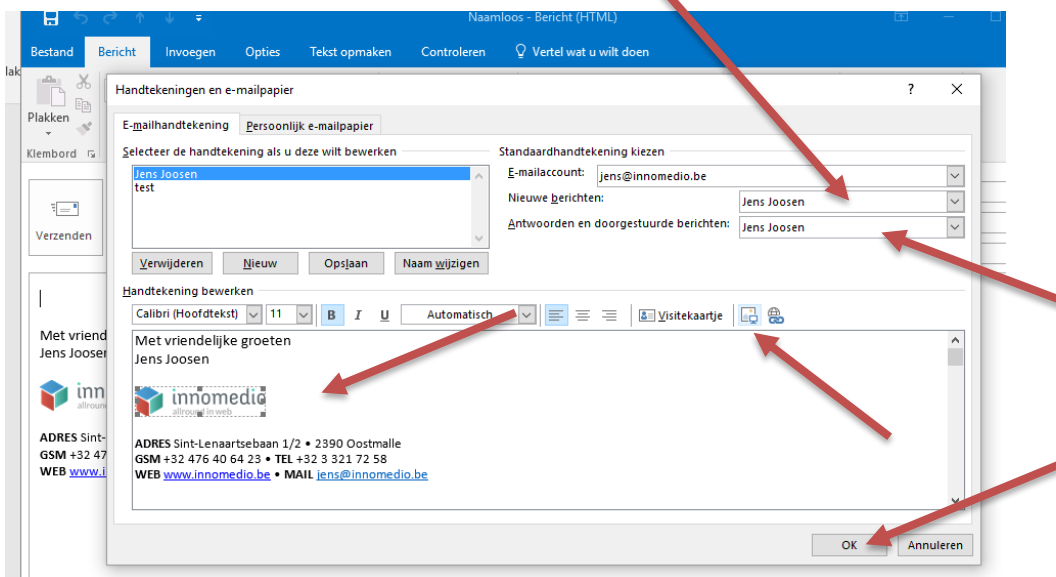 Naamloos - Bericht (HTML)
Bestand Bericht Invoegen Opties Tekst opmaken Controleren Vertel wat u wilt doen
lak
Plakken
Klembord
Verzenden
Met vriend
Jens Joosen
inn
allroun
ADRES Sint-
GSM +32 47
WEB www.i
Handtekeningen en e-mailpapier ?
E-mailhandtekening Persoonlijk e-mailpapier
Selecteer de handtekening als u deze wilt bewerken
Jens Joosen
test
Verwijderen Nieuw Opslaan Naam wijzigen
Standaardhandtekening kiezen
E-mailaccount: jens@innomedio.be
Nieuwe berichten: Jens Joosen
Antwoorden en doorgestuurde berichten: Jens Joosen
Handtekening bewerken
Calibri (Hoofdtekst) 11 B I U Automatisch Visitekaartje
Met vriendelijke groeten
Jens Joosen
innomedio
allround in web
ADRES Sint-Lenaartsebaan 1/2 • 2390 Oostmalle
GSM +32 476 40 64 23 • TEL +32 3 321 72 58
WEB www.innomedio.be • MAIL jens@innomedio.be
OK Annuleren